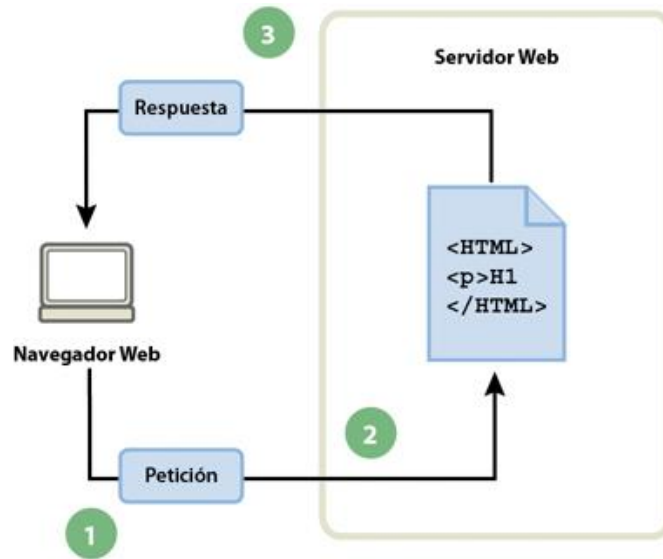 3
Servidor Web
Respuesta
<HTML>
<p>H1
</HTML>
Navegador Web
2
Petición
1